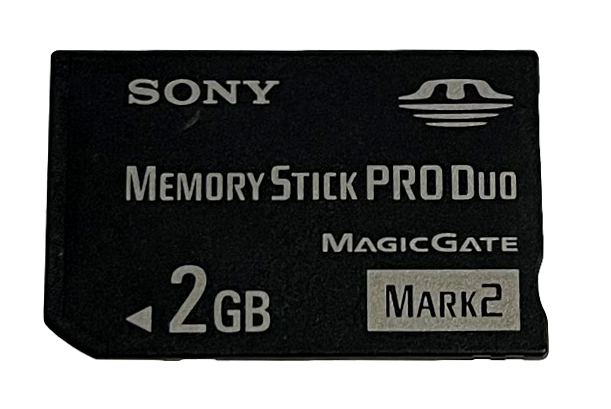 SONY
MEMORY STICK PRO DUO
MAGICGATE
2GB
MARK2